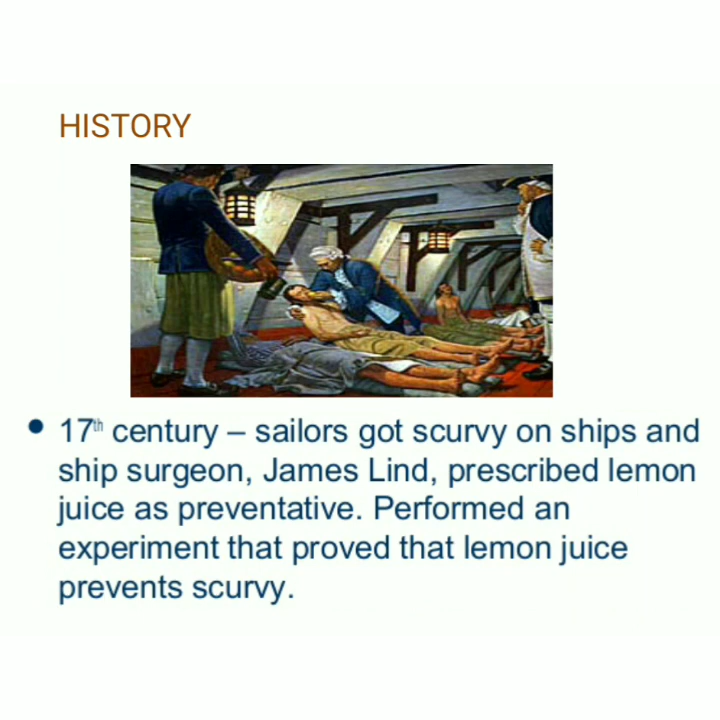 HISTORY
• 17th century – sailors got scurvy on ships and
ship surgeon, James Lind, prescribed lemon
juice as preventative. Performed an
experiment that proved that lemon juice
prevents scurvy.